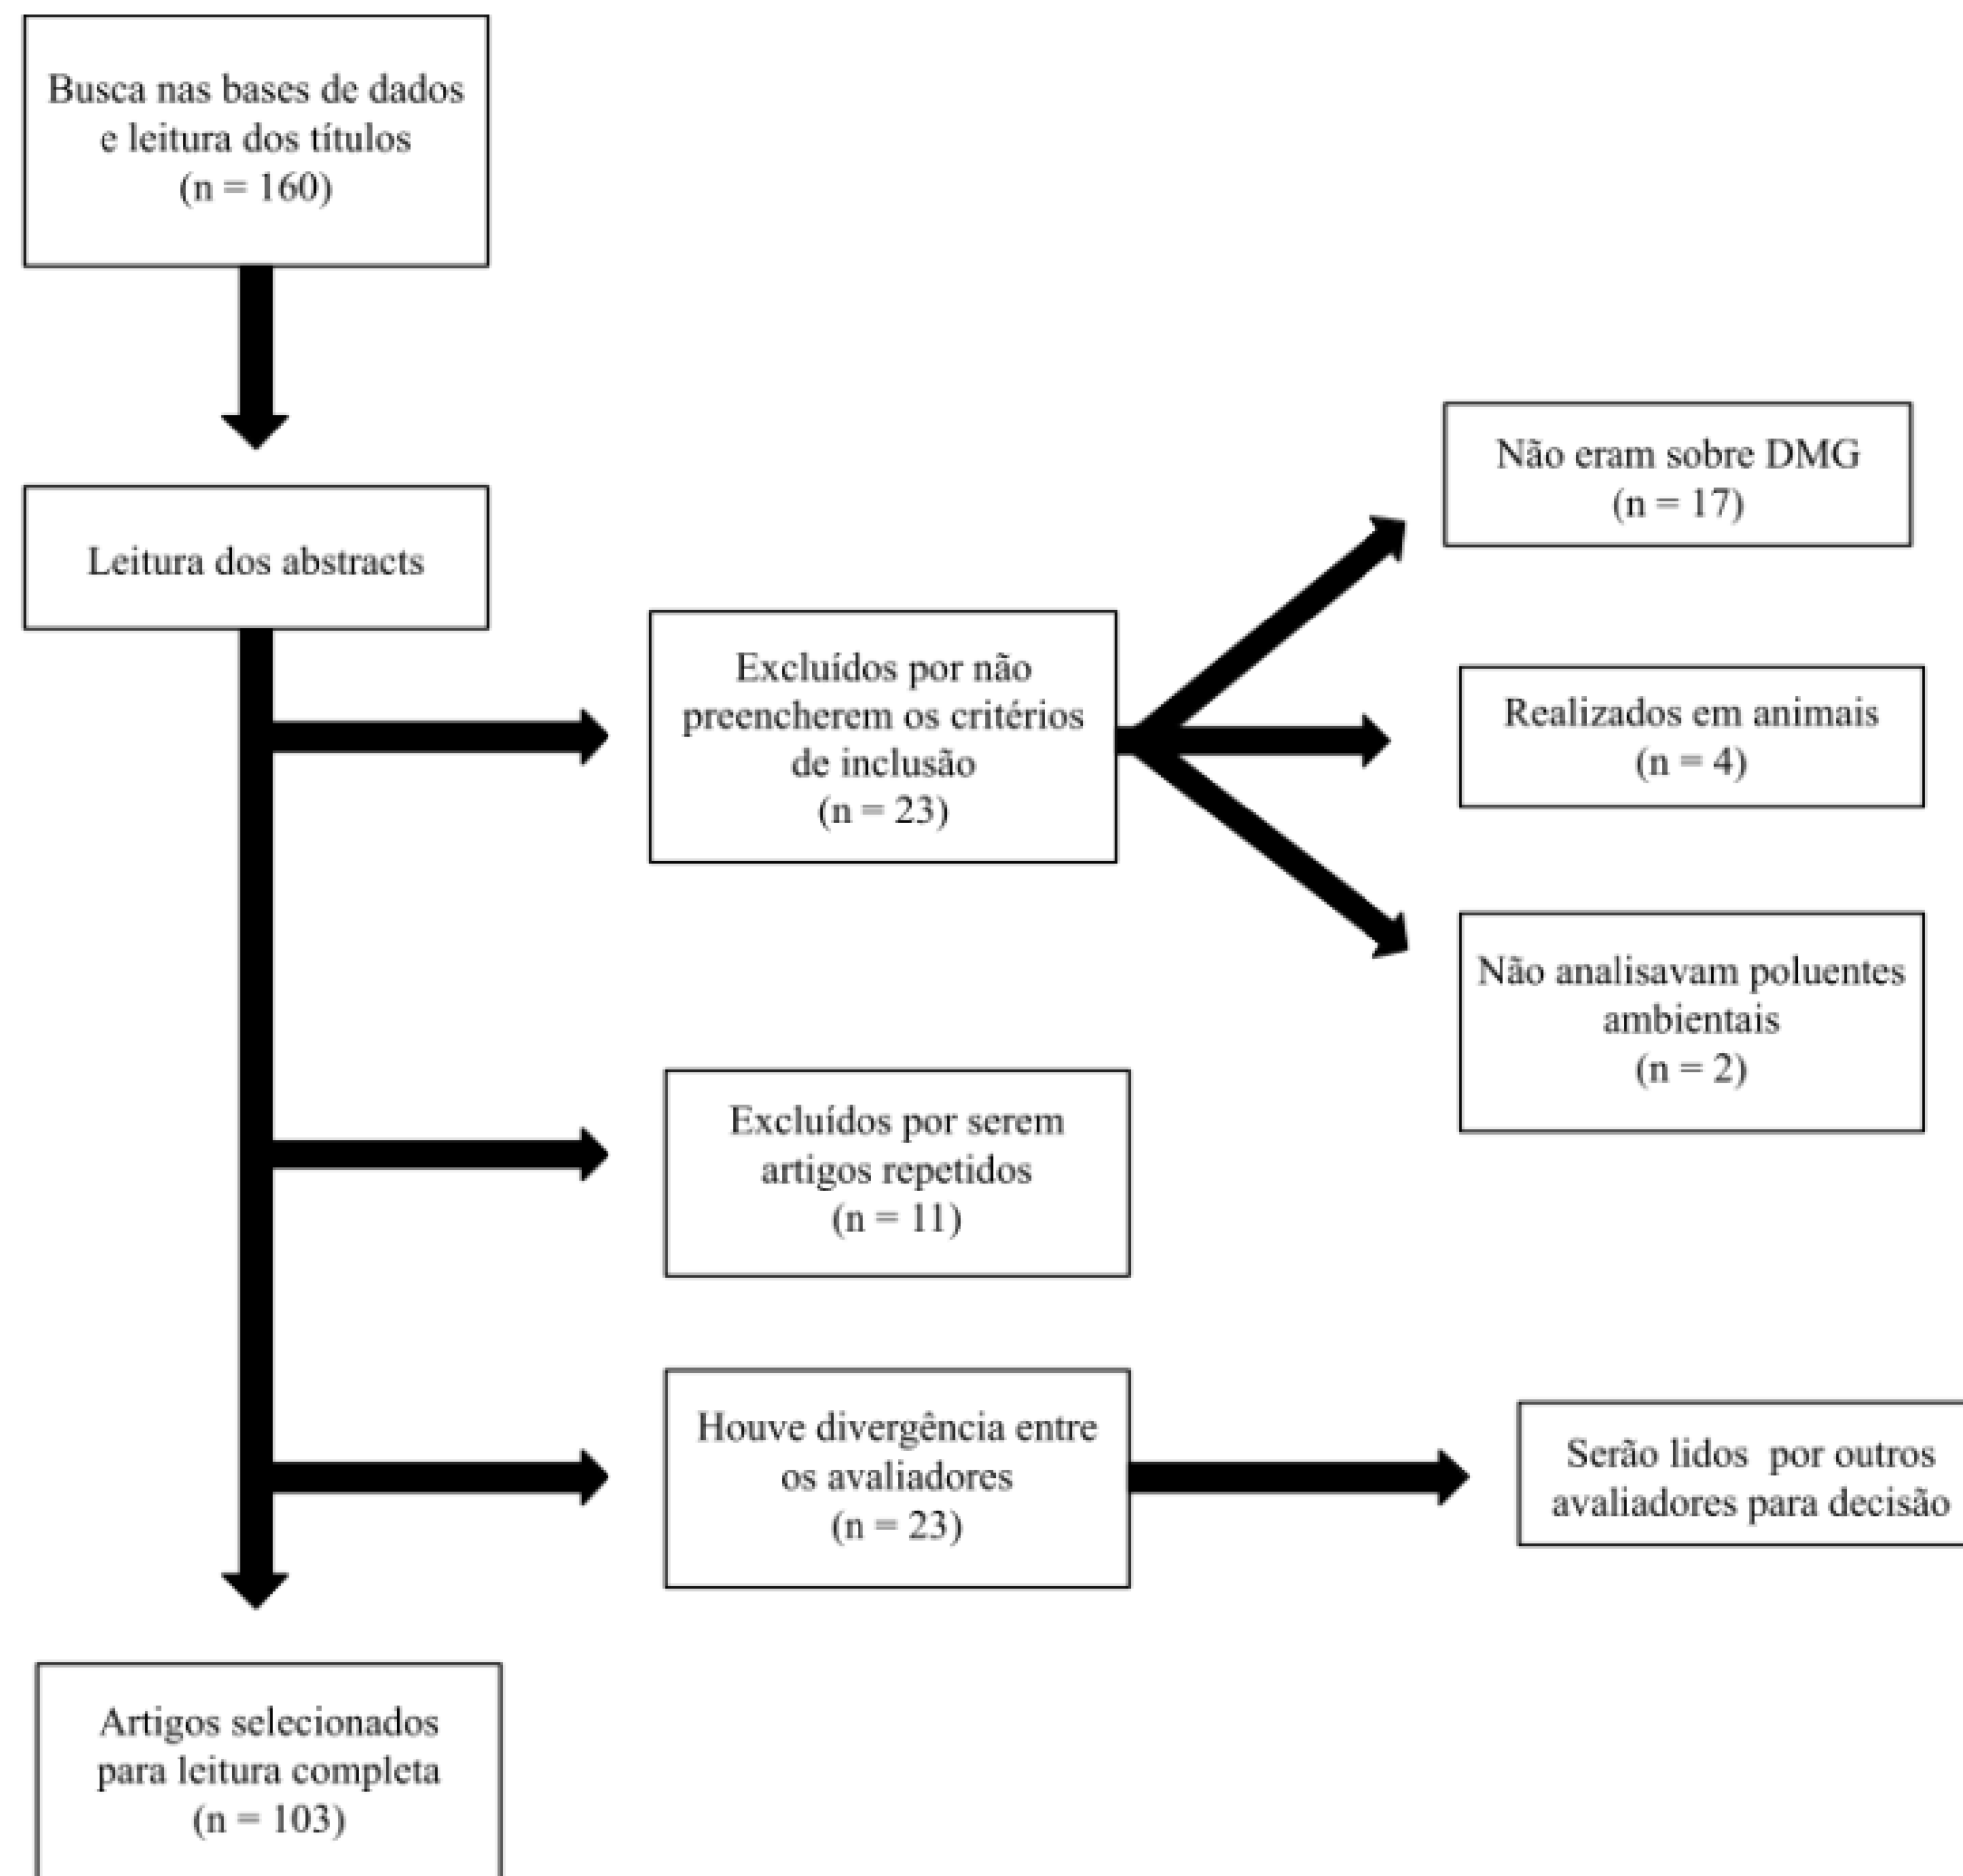 Busca nas bases de dados
e leitura dos títulos
(n = 160)
Leitura dos abstracts
Excluídos por não
preencherem os critérios
de inclusão
(n = 23)
Não eram sobre DMG
(n = 17)
Realizados em animais
(n = 4)
Não analisavam poluentes
ambientais
(n = 2)
Excluídos por serem
artigos repetidos
(n = 11)
Houve divergência entre
os avaliadores
(n = 23)
Serão lidos por outros
avaliadores para decisão
Artigos selecionados
para leitura completa
(n = 103)